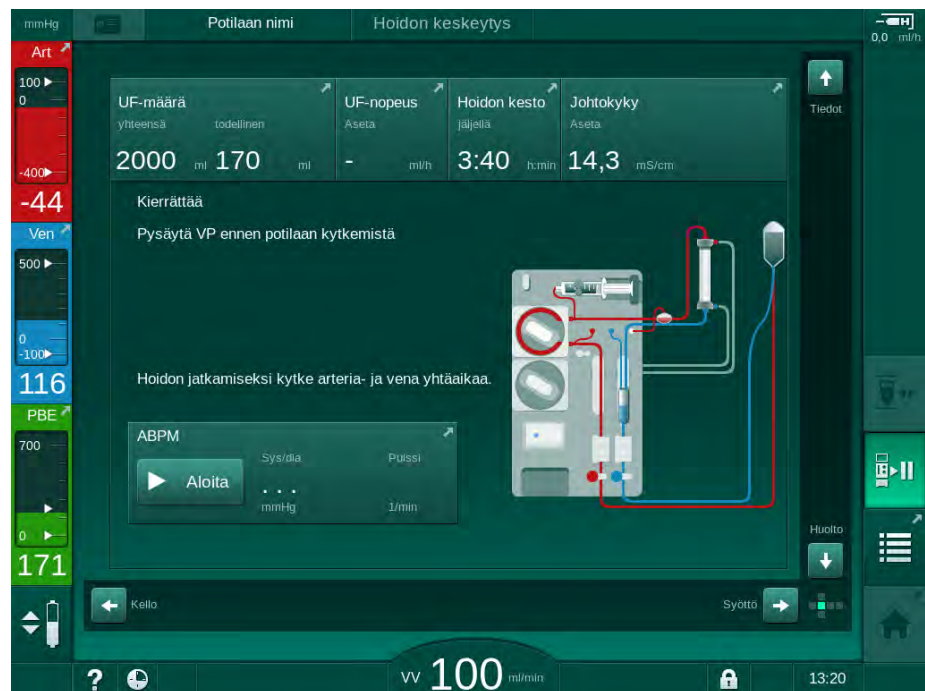 mmHg
Potilaan nimi
Hoidon keskeytys
H
0,0 ml/h
Art
100
0
-400
-44
Ven
500
0
-100
116
PBE
700
0
171
Tiedot
UF-määrä
yhteensä todellinen
2000 ml 170 ml
UF-nopeus
Aseta
- ml/h
Hoidon kesto
jäljellä
3:40 h:min
Johtokyky
Aseta
14,3 mS/cm
Kierrättää
Pysäytä VP ennen potilaan kytkemistä
Hoidon jatkamiseksi kytke arteria- ja vena yhtäaikaa.
ABPM
Aloita
Sys/dia
. . .
mmHg
Pulssi
1/min
Huolto
Kello
Syöttö
?
VV 100 ml/min
13:20